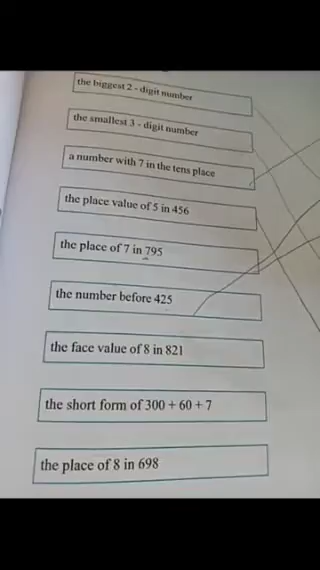 the biggest 2 - digit number
the smallest 3 - digit number
a number with 7 in the tens place
the place value of 5 in 456
the place of 7 in 795
the number before 425
the face value of 8 in 821
the short form of 300 + 60 + 7
the place of 8 in 698